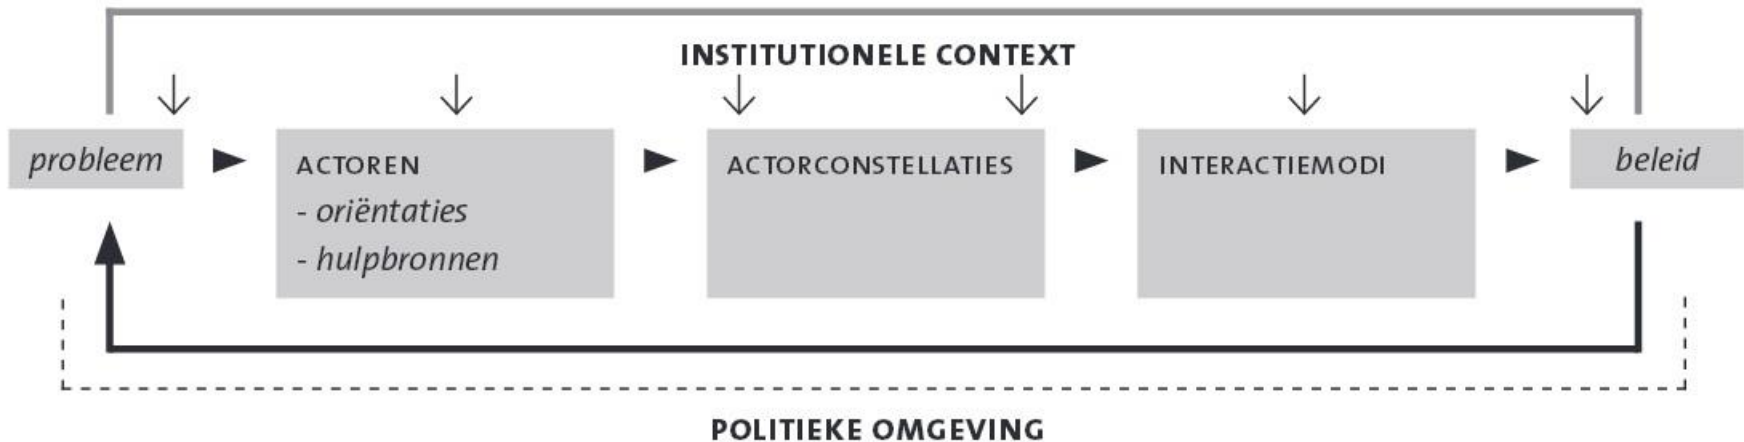 INSTITUTIONELE CONTEXT
probleem
ACTOREN
- oriëntaties
- hulpbronnen
ACTORCONSTELLATIES
INTERACTIEMODI
beleid
POLITIEKE OMGEVING